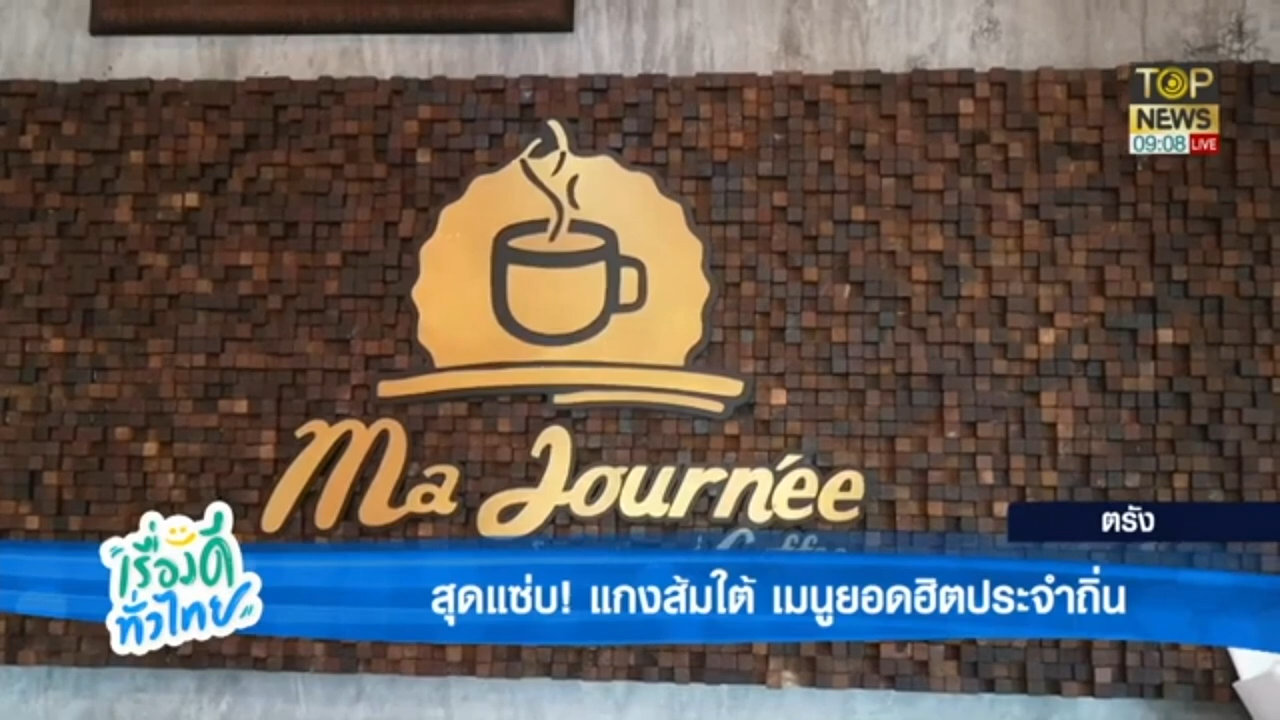 TOP
NEWS
09:08 LIVE
Ma Journée
Coffee
ตรัง
"เรื่องดี
ทั่วไทย"
สุดแซ่บ! แกงส้มใต้ เมนูยอดฮิตประจำถิ่น